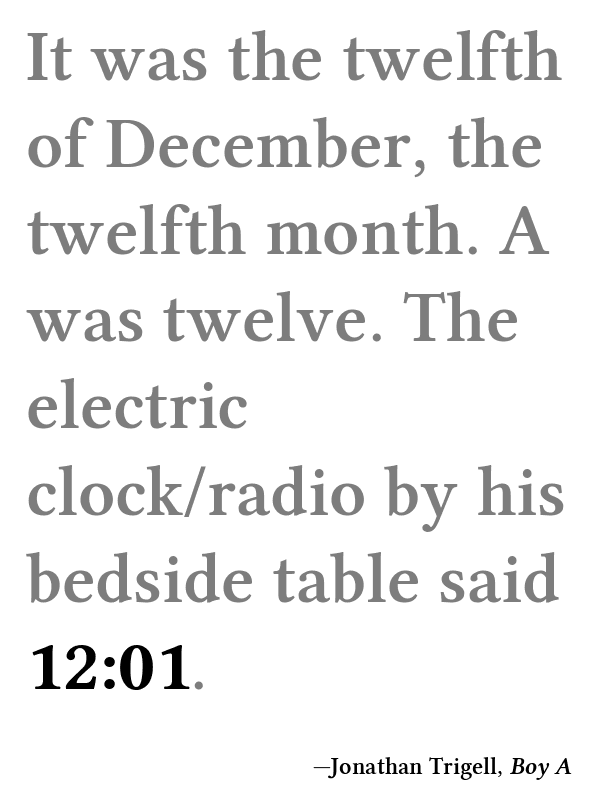 It was the twelfth
of December, the
twelfth month. A
was twelve. The
electric
clock/radio by his
bedside table said
12:01.
—Jonathan Trigell, Boy A